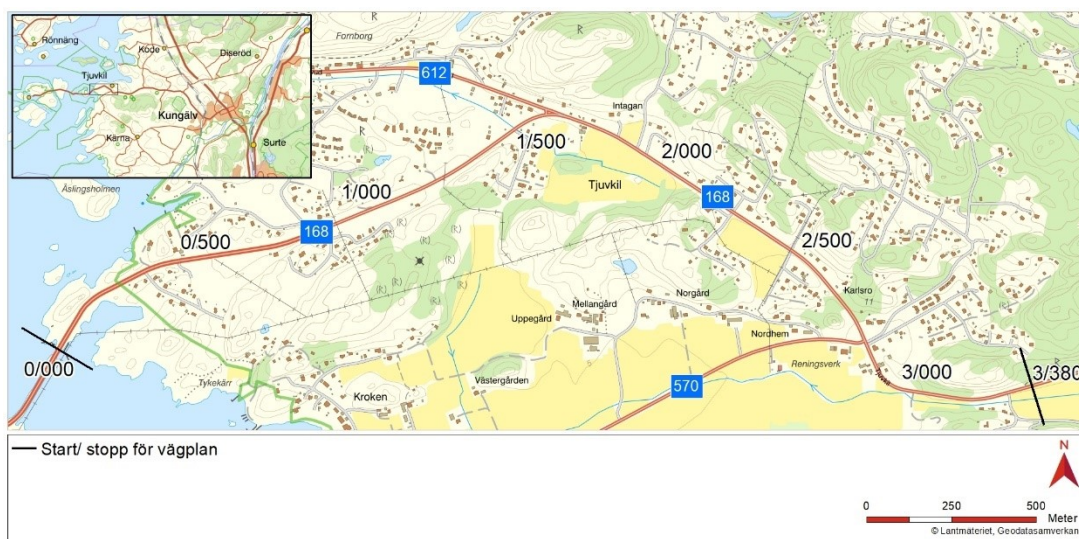 Rönnäng
Kode
Diseröd
Tjuvkil
Kungälv
Kärna
Surte
Fornborg
R
R
612
Intagan
1/500
2/000
Åslingsholmen
1/000
Tjuvkil
168
168
0/500
2/500
Karlsro
11
Mellangård
Norgård
Uppegård
Nordhem
0/000
Reningsverk
Tykekärr
Västergården
3/000
3/380
570
Kroken
Start/ stopp för vägplan
N
0 250 500
Meter
© Lantmäteriet, Geodatasamverkan